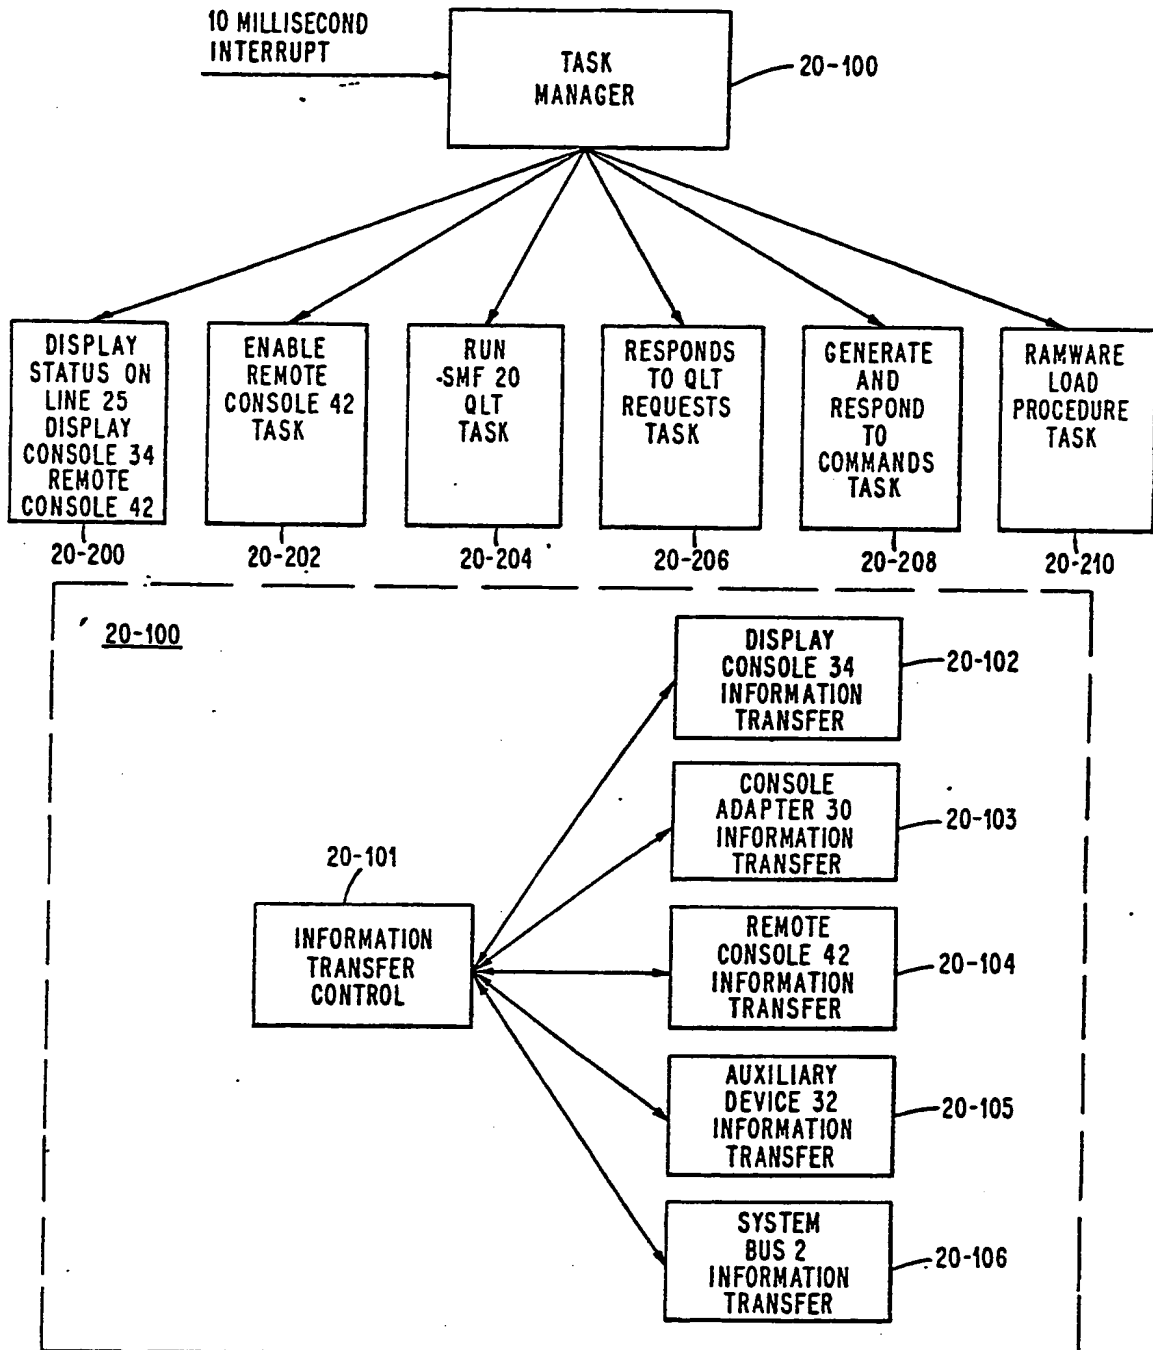 10 MILLISECOND
INTERRUPT
TASK
MANAGER
20-100
DISPLAY
STATUS ON
LINE 25
DISPLAY
CONSOLE 34
REMOTE
CONSOLE 42
20-200
ENABLE
REMOTE
CONSOLE 42
TASK
20-202
RUN
SMF 20
QLT
TASK
20-204
RESPONDS
TO QLT
REQUESTS
TASK
20-206
GENERATE
AND
RESPOND
TO
COMMANDS
TASK
20-208
RAMWARE
LOAD
PROCEDURE
TASK
20-210
20-100
20-101
INFORMATION
TRANSFER
CONTROL
DISPLAY
CONSOLE 34
INFORMATION
TRANSFER
20-102
CONSOLE
ADAPTER 30
INFORMATION
TRANSFER
20-103
REMOTE
CONSOLE 42
INFORMATION
TRANSFER
20-104
AUXILIARY
DEVICE 32
INFORMATION
TRANSFER
20-105
SYSTEM
BUS 2
INFORMATION
TRANSFER
20-106